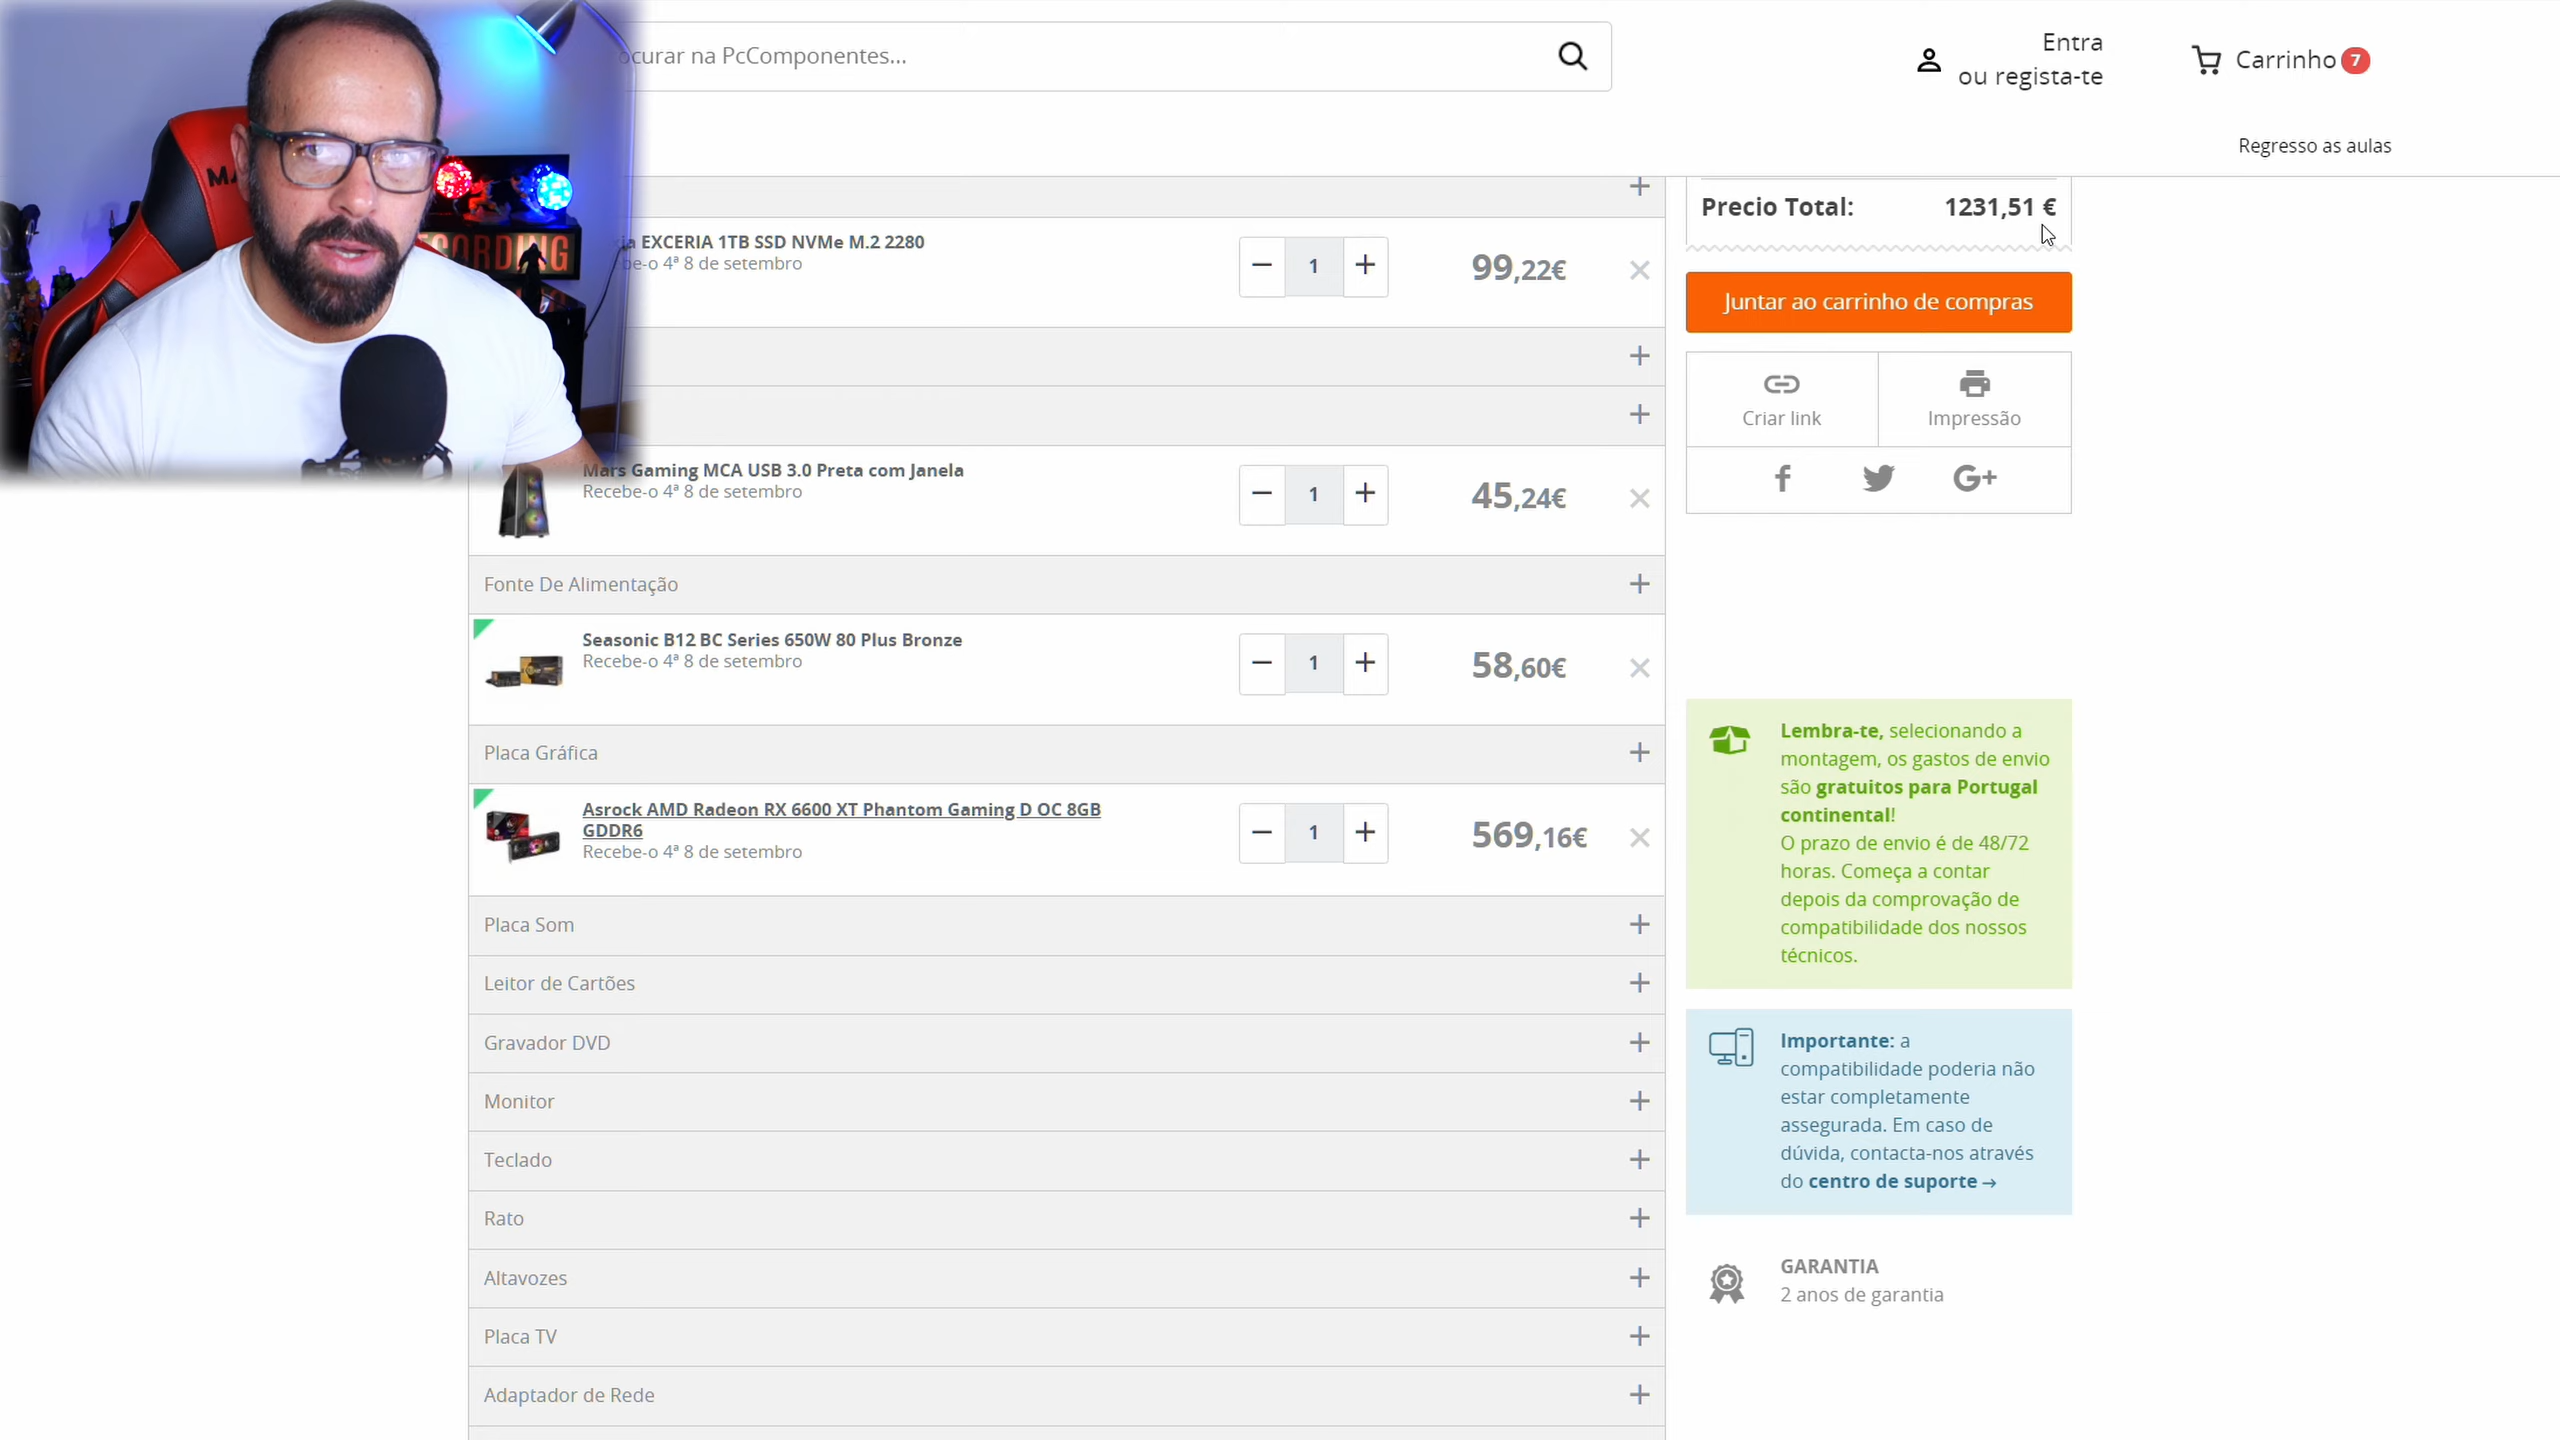 ocurar na PcComponentes...
Entra
ou regista-te
Carrinho 7
Regresso as aulas
Precio Total: 1231,51 €
EXCERIA 1TB SSD NVMe M.2 2280
be-o 4ª 8 de setembro
1
99,22€
Juntar ao carrinho de compras
Criar link
Impressão
Mars Gaming MCA USB 3.0 Preta com Janela
Recebe-o 4ª 8 de setembro
1
45,24€
Fonte De Alimentação
Seasonic B12 BC Series 650W 80 Plus Bronze
Recebe-o 4ª 8 de setembro
1
58,60€
Placa Gráfica
Asrock AMD Radeon RX 6600 XT Phantom Gaming D OC 8GB
GDDR6
Recebe-o 4ª 8 de setembro
1
569,16€
Placa Som
Leitor de Cartões
Gravador DVD
Monitor
Teclado
Rato
Altavozes
Placa TV
Adaptador de Rede
Lembra-te, selecionando a
montagem, os gastos de envio
são gratuitos para Portugal
continental!
O prazo de envio é de 48/72
horas. Começa a contar
depois da comprovação de
compatibilidade dos nossos
técnicos.
Importante: a
compatibilidade poderia não
estar completamente
assegurada. Em caso de
dúvida, contacta-nos através
do centro de suporte →
GARANTIA
2 anos de garantia